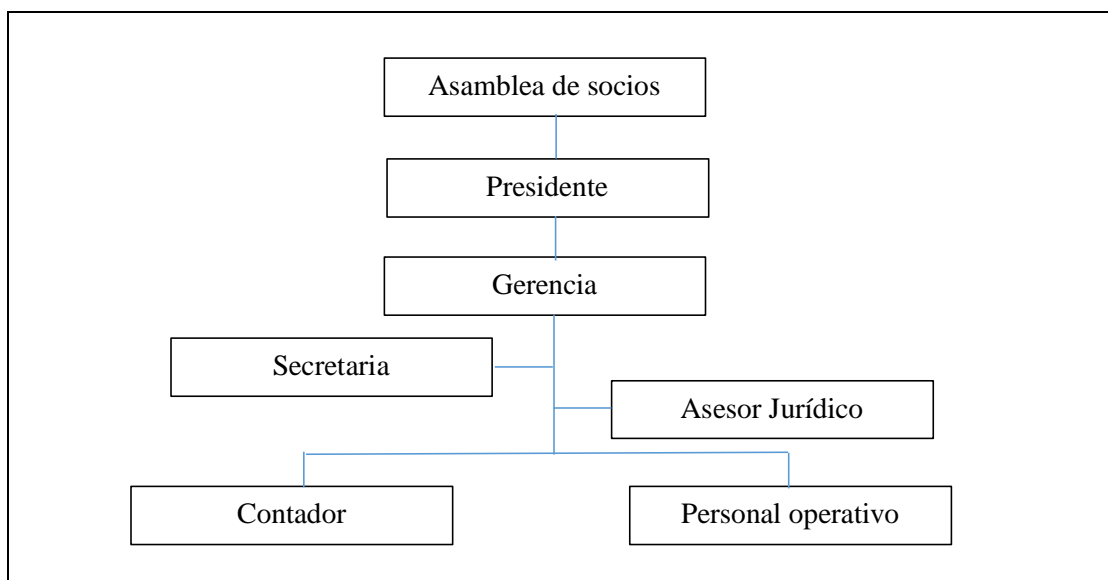 Asamblea de socios
Presidente
Gerencia
Secretaria
Asesor Jurídico
Contador
Personal operativo